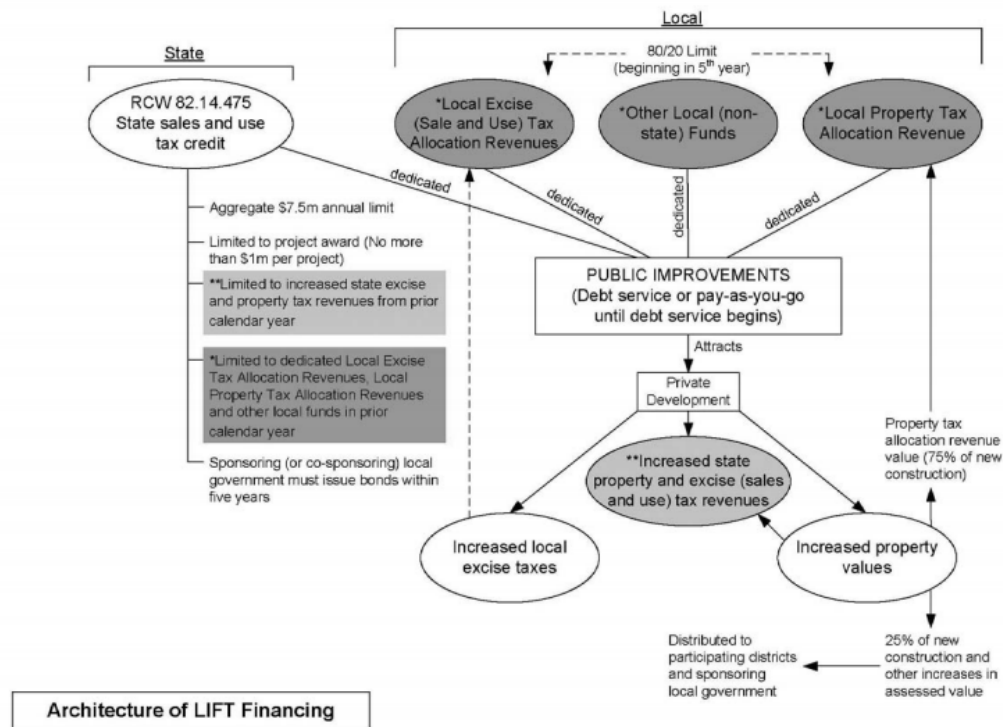 Local
State
80/20 Limit
(beginning in 5th year)
RCW 82.14.475
State sales and use
tax credit
*Local Excise
(Sale and Use) Tax
Allocation Revenues
*Other Local (non-
state) Funds
*Local Property Tax
Allocation Revenue
dedicated
dedicated
dedicated
dedicated
Aggregate $7.5m annual limit
Limited to project award (No more
than $1m per project)
**Limited to increased state excise
and property tax revenues from prior
calendar year
*Limited to dedicated Local Excise
Tax Allocation Revenues, Local
Property Tax Allocation Revenues
and other local funds in prior
calendar year
Sponsoring (or co-sponsoring) local
government must issue bonds within
five years
PUBLIC IMPROVEMENTS
(Debt service or pay-as-you-go
until debt service begins)
Attracts
Private
Development
Property tax
allocation revenue
value (75% of new
construction)
**Increased state
property and excise (sales
and use) tax revenues
Increased local
excise taxes
Increased property
values
Distributed to
participating districts
and sponsoring
local government
25% of new
construction and
other increases in
assessed value
Architecture of LIFT Financing